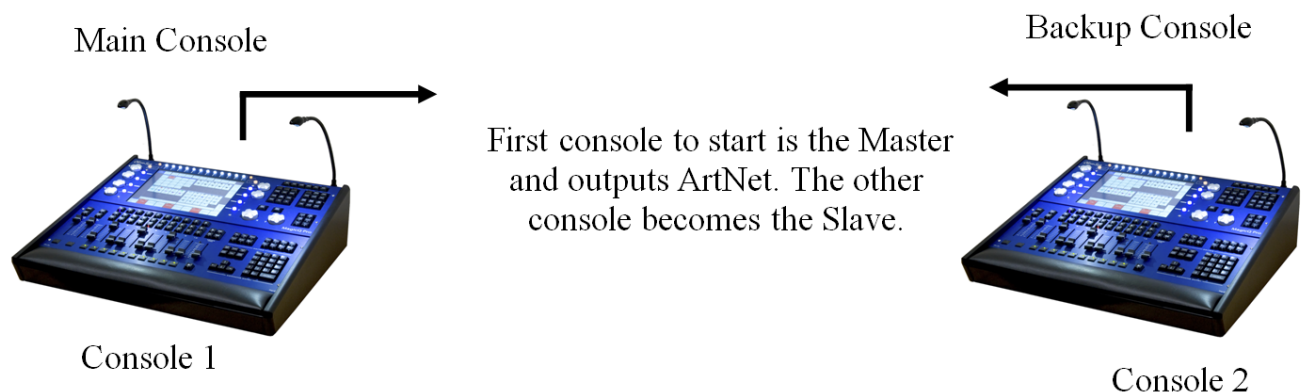 Main Console
Backup Console
First console to start is the Master
and outputs ArtNet. The other
console becomes the Slave.
Console 1
Console 2